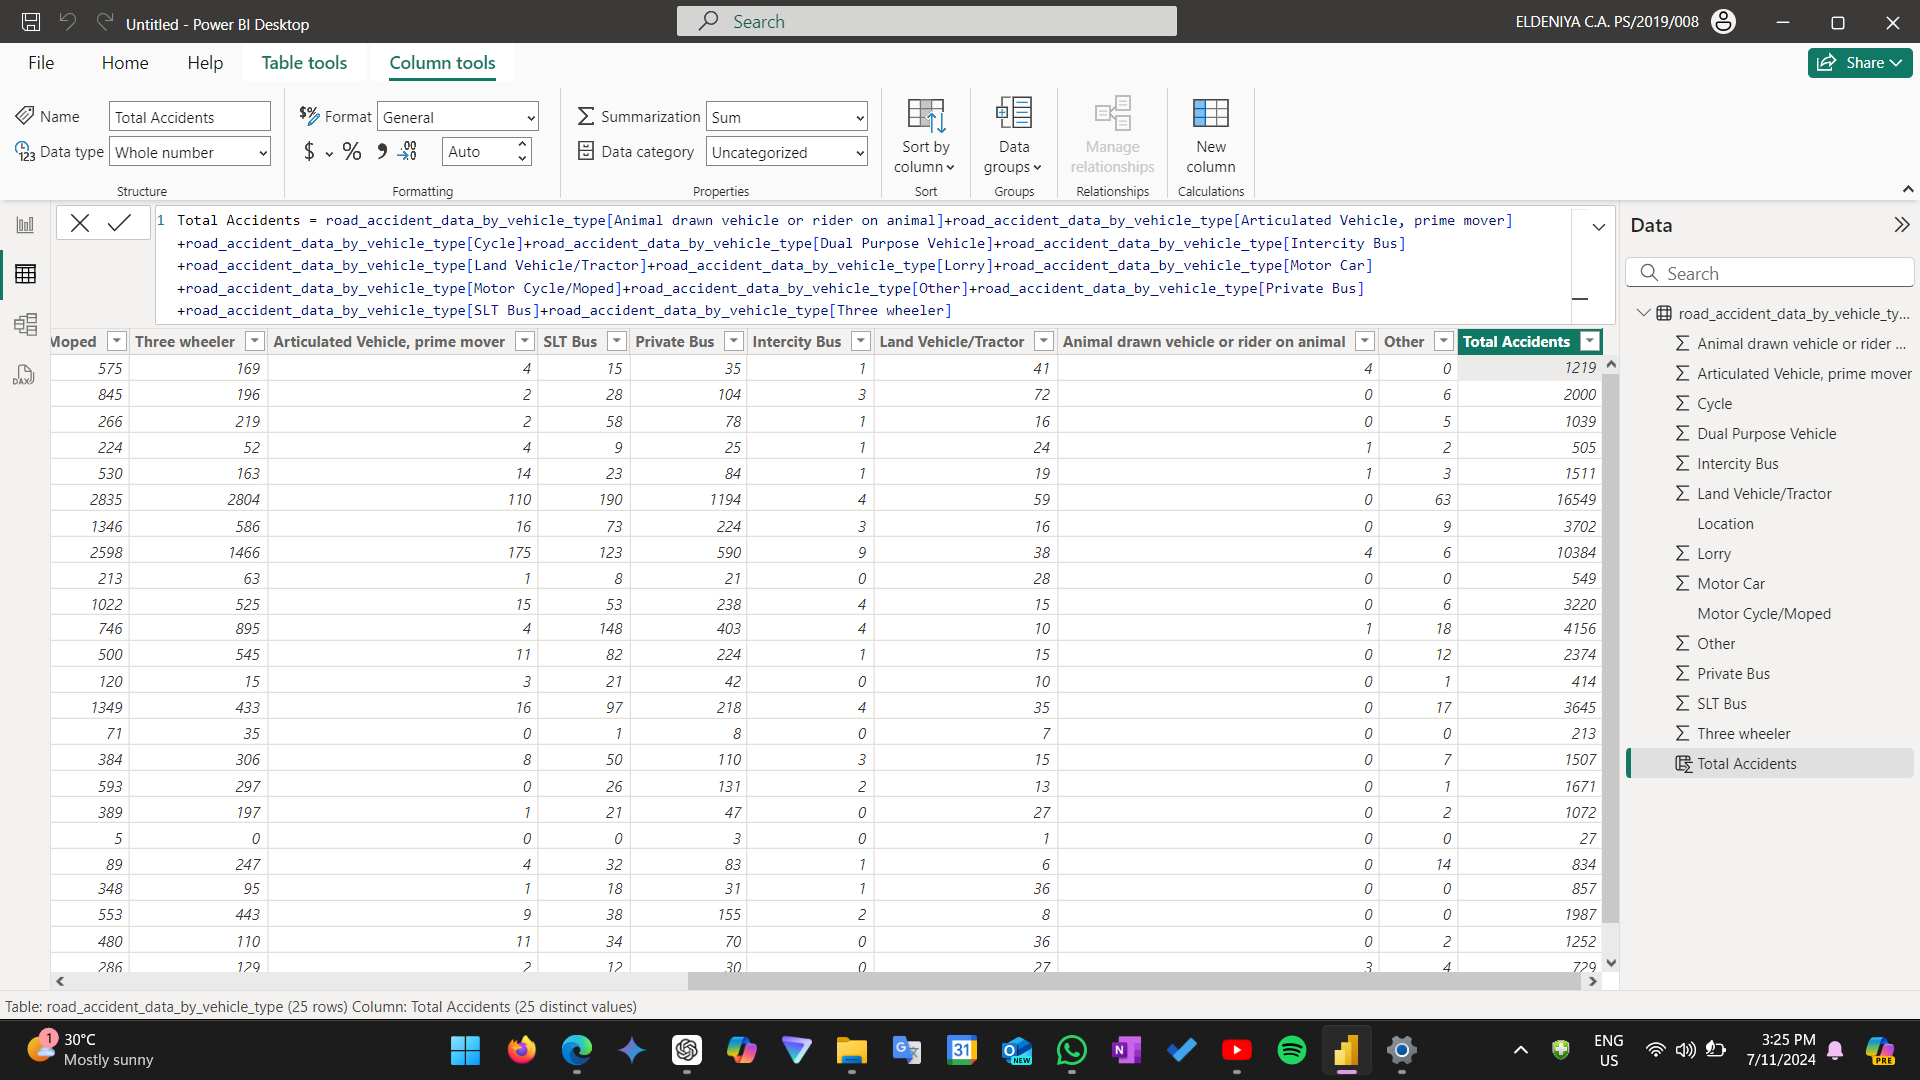 Untitled - Power BI Desktop
Search
ELDENIYA C.A. PS/2019/008
File Home Help Table tools Column tools
Share
Name Total Accidents
Data type Whole number
Structure
Format General
$ % Auto
Formatting
Summarization Sum
Data category Uncategorized
Properties
Sort by
column
Sort
Data
groups
Groups
Manage
relationships
Relationships
New
column
Calculations
1 Total Accidents = road_accident_data_by_vehicle_type[Animal drawn vehicle or rider on animal]+road_accident_data_by_vehicle_type[Articulated Vehicle, prime mover]
+road_accident_data_by_vehicle_type[Cycle]+road_accident_data_by_vehicle_type[Dual Purpose Vehicle]+road_accident_data_by_vehicle_type[Intercity Bus]
+road_accident_data_by_vehicle_type[Land Vehicle/Tractor]+road_accident_data_by_vehicle_type[Lorry]+road_accident_data_by_vehicle_type[Motor Car]
+road_accident_data_by_vehicle_type[Motor Cycle/Moped]+road_accident_data_by_vehicle_type[Other]+road_accident_data_by_vehicle_type[Private Bus]
+road_accident_data_by_vehicle_type[SLT Bus]+road_accident_data_by_vehicle_type[Three wheeler]
Moped Three wheeler Articulated Vehicle, prime mover SLT Bus Private Bus Intercity Bus Land Vehicle/Tractor Animal drawn vehicle or rider on animal Other Total Accidents
575 169 4 15 35 1 41 4 0 1219
845 196 2 28 104 3 72 0 6 2000
266 219 2 58 78 1 16 0 5 1039
224 52 4 9 25 1 24 1 2 505
530 163 14 23 84 1 19 1 3 1511
2835 2804 110 190 1194 4 59 0 63 16549
1346 586 16 73 224 3 16 0 9 3702
2598 1466 175 123 590 9 38 4 6 10384
213 63 1 8 21 0 28 0 0 549
1022 525 15 53 238 4 15 0 6 3220
746 895 4 148 403 4 10 1 18 4156
500 545 11 82 224 1 15 0 12 2374
120 15 3 21 42 0 10 0 1 414
1349 433 16 97 218 4 35 0 17 3645
71 35 0 1 8 0 7 0 0 213
384 306 8 50 110 3 15 0 7 1507
593 297 0 26 131 2 13 0 1 1671
389 197 1 21 47 0 27 0 2 1072
5 0 0 0 3 0 1 0 0 27
89 247 4 32 83 1 6 0 14 834
348 95 1 18 31 1 36 0 0 857
553 443 9 38 155 2 8 0 0 1987
480 110 11 34 70 0 36 0 2 1252
286 129 2 12 30 0 27 3 4 729
Data
Search
road_accident_data_by_vehicle_ty...
Animal drawn vehicle or rider ...
Articulated Vehicle, prime mover
Cycle
Dual Purpose Vehicle
Intercity Bus
Land Vehicle/Tractor
Location
Lorry
Motor Car
Motor Cycle/Moped
Other
Private Bus
SLT Bus
Three wheeler
Total Accidents
Table: road_accident_data_by_vehicle_type (25 rows) Column: Total Accidents (25 distinct values)
1
30°C
Mostly sunny
ENG
US
3:25 PM
7/11/2024